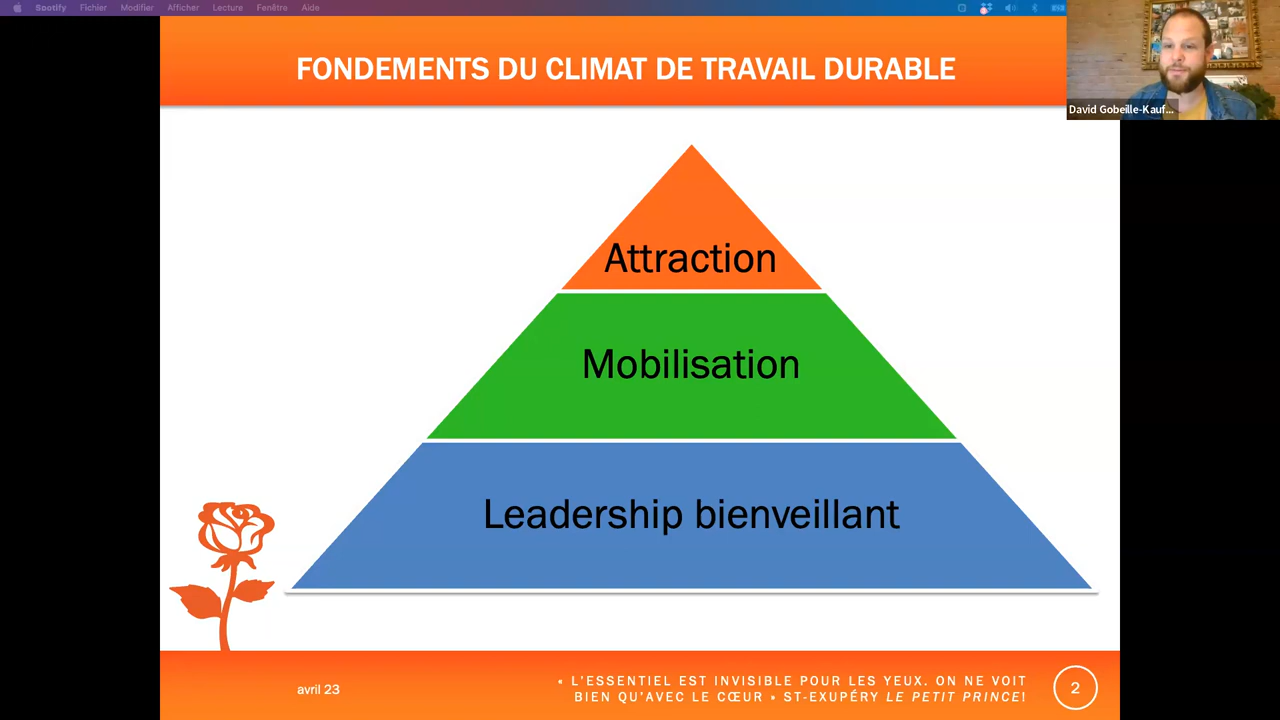 Spotify Fichier Modifier Afficher Lecture Fenêtre Aide
FONDEMENTS DU CLIMAT DE TRAVAIL DURABLE
David Gobeille-Kauf...
Attraction
Mobilisation
Leadership bienveillant
avril 23
« L'ESSENTIEL EST INVISIBLE POUR LES YEUX. ON NE VOIT
BIEN QU'AVEC LE CŒUR » ST-EXUPÉRY LE PETIT PRINCE!
2